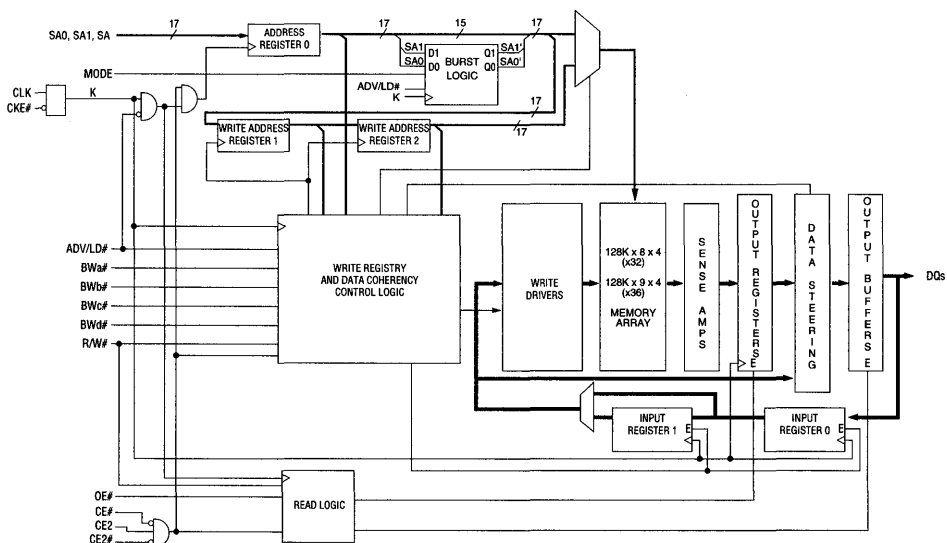 17
17
15
17
SA0, SA1, SA
ADDRESS
REGISTER 0
SA1
SA0
D1
D0
BURST
LOGIC
Q1
Q0
SA1'
SA0'
MODE
ADV/LD#
K
CLK
CKE#
K
17
17
WRITE ADDRESS
REGISTER 1
WRITE ADDRESS
REGISTER 2
ADV/LD#
BWa#
BWb#
BWc#
BWd#
R/W#
WRITE REGISTRY
AND DATA COHERENCY
CONTROL LOGIC
WRITE
DRIVERS
128K x 8 x 4
(x32)
128K x 9 x 4
(x36)
MEMORY
ARRAY
SENSE AMPS
OUTPUT REGISTERS
E
DATA STEERING
OUTPUT BUFFERS
E
DQs
INPUT
REGISTER 1
E
INPUT
REGISTER 0
E
OE#
CE#
CE2
CE2#
READ LOGIC